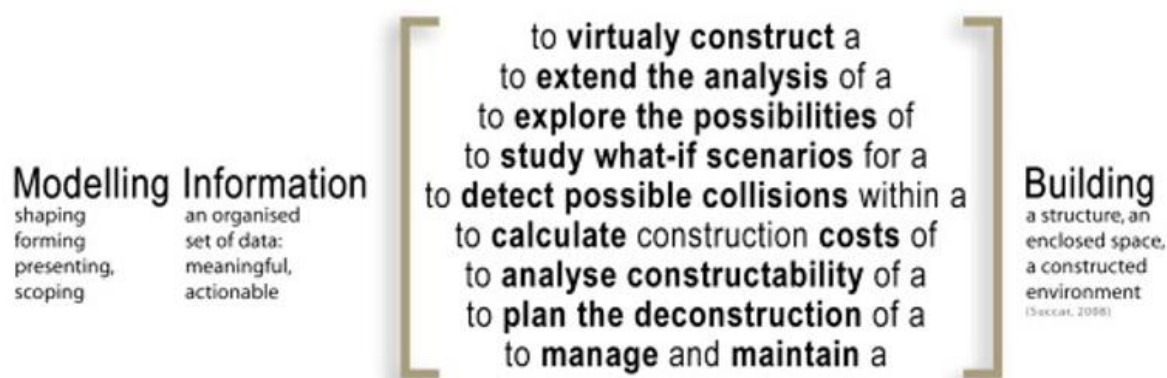 Modelling
shaping
forming
presenting,
scoping
Information
an organised
set of data:
meaningful,
actionable
to virtualy construct a
to extend the analysis of a
to explore the possibilities of
to study what-if scenarios for a
to detect possible collisions within a
to calculate construction costs of
to analyse constructability of a
to plan the deconstruction of a
to manage and maintain a
Building
a structure, an
enclosed space,
a constructed
environment
(Succar, 2008)